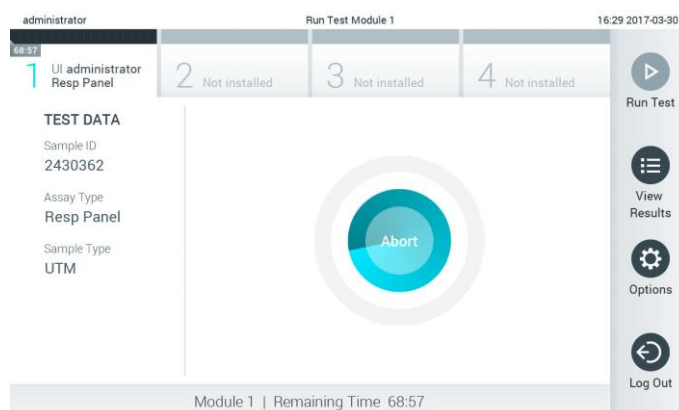 administrator Run Test Module 1 16:29 2017-03-30
68:57
1 UI administrator
Resp Panel
2 Not installed
3 Not installed
4 Not installed
Run Test
TEST DATA
Sample ID
2430362
Assay Type
Resp Panel
Sample Type
UTM
Abort
View
Results
Options
Log Out
Module 1 | Remaining Time 68:57